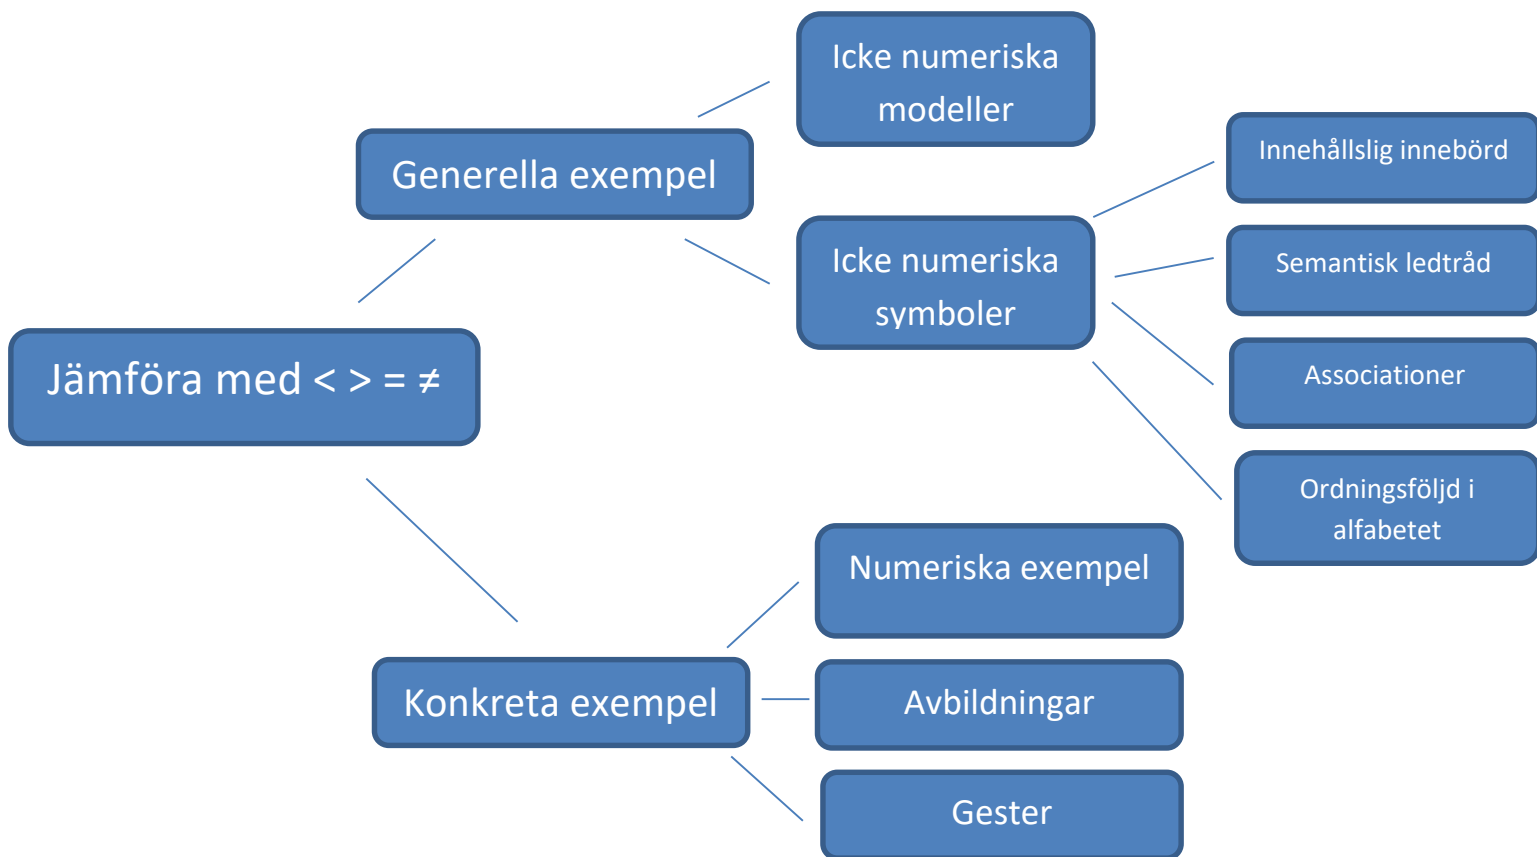 Icke numeriska
modeller
Generella exempel
Innehållslig innebörd
Icke numeriska
symboler
Semantisk ledtråd
Jämföra med < > = ≠
Associationer
Ordningsföljd i
alfabetet
Numeriska exempel
Konkreta exempel
Avbildningar
Gester